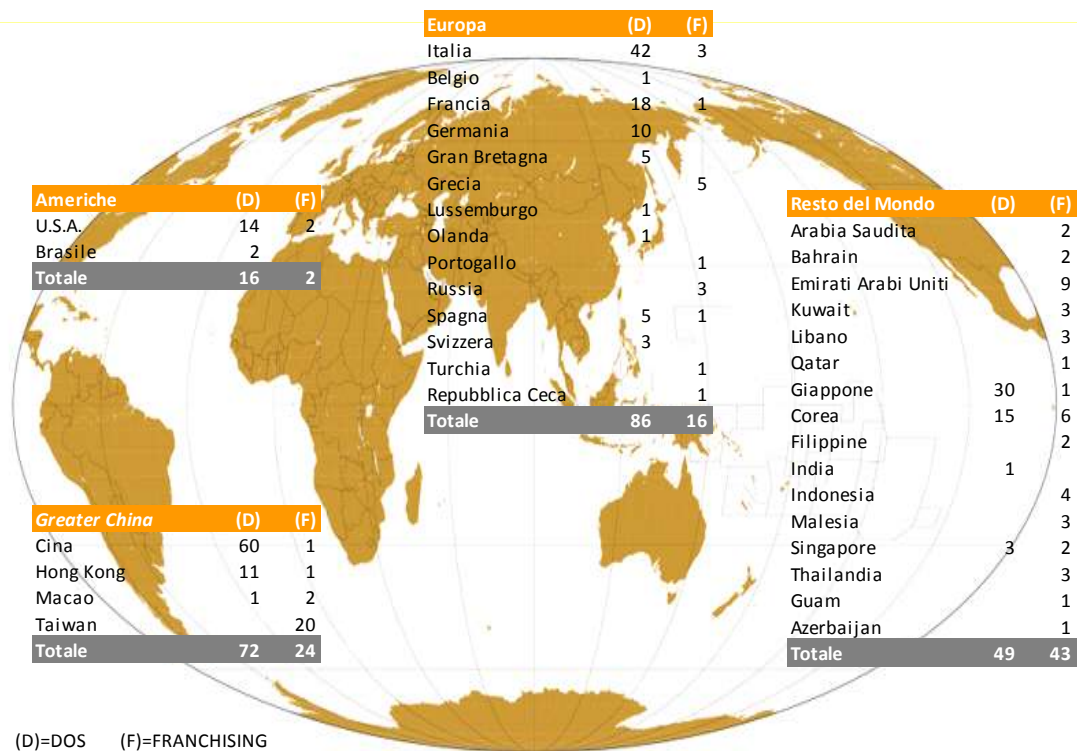 Europa (D) (F)
Italia 42 3
Belgio 1
Francia 18 1
Germania 10
Gran Bretagna 5
Grecia 5
Lussemburgo 1
Olanda 1
Portogallo 1
Russia 3
Spagna 5 1
Svizzera 3
Turchia 1
Repubblica Ceca 1
Totale 86 16
Americhe (D) (F)
U.S.A. 14 2
Brasile 2
Totale 16 2
Resto del Mondo (D) (F)
Arabia Saudita 2
Bahrain 2
Emirati Arabi Uniti 9
Kuwait 3
Libano 3
Qatar 1
Giappone 30 1
Corea 15 6
Filippine 2
India 1
Indonesia 4
Malesia 3
Singapore 3 2
Thailandia 3
Guam 1
Azerbaijan 1
Totale 49 43
Greater China (D) (F)
Cina 60 1
Hong Kong 11 1
Macao 1 2
Taiwan 20
Totale 72 24
(D)=DOS (F)=FRANCHISING